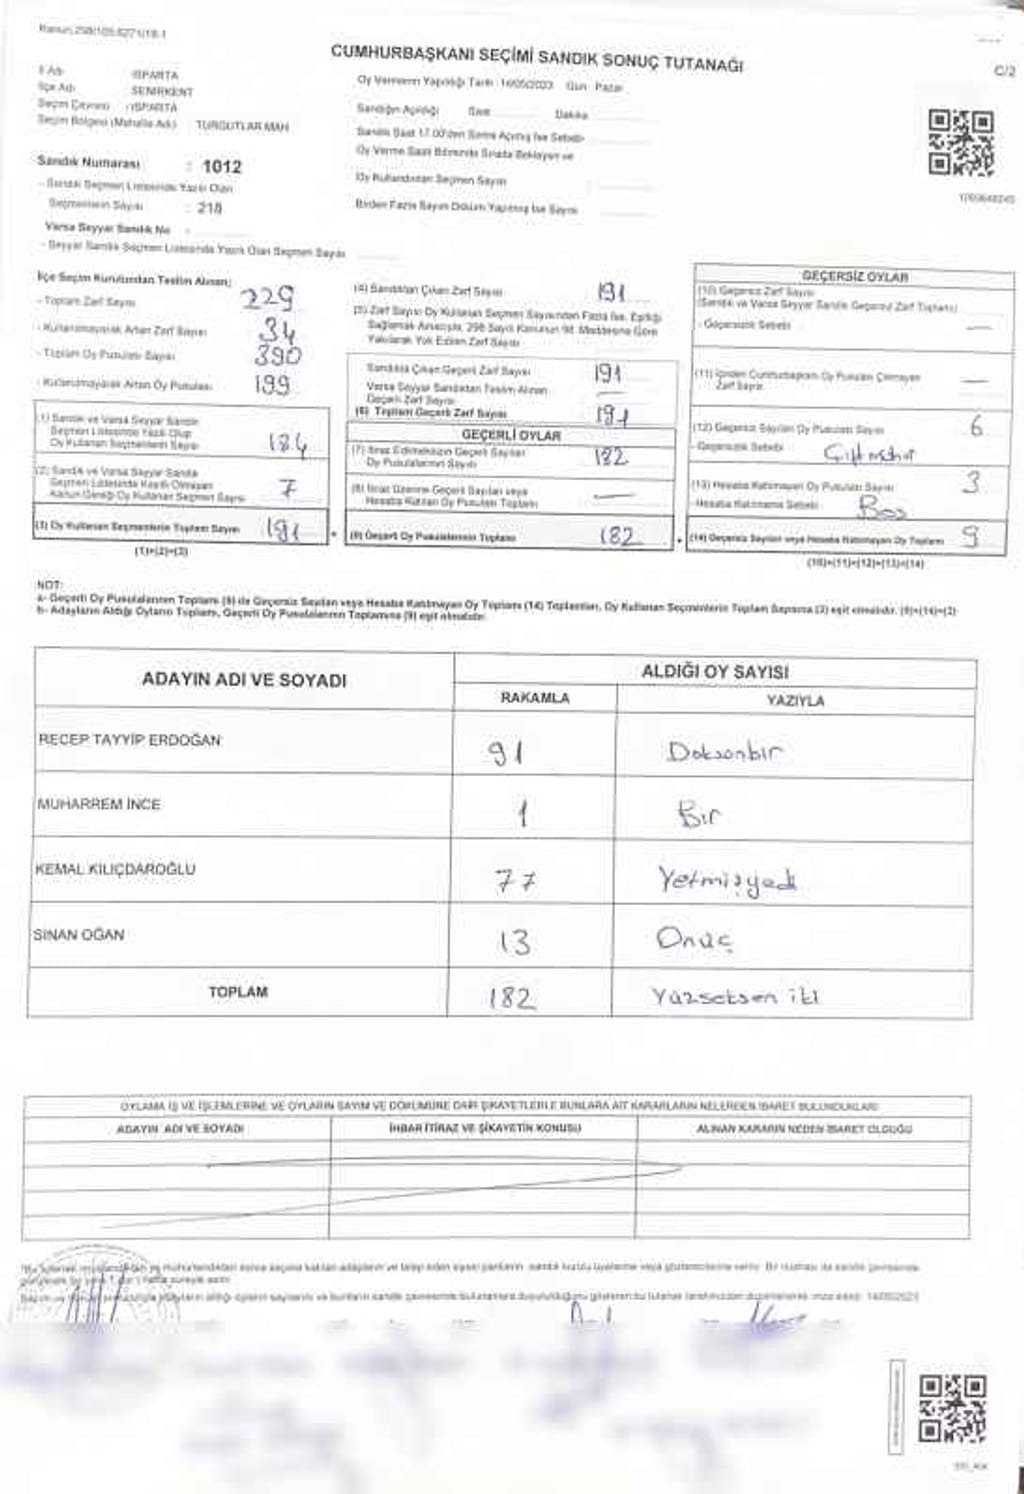 CUMHURBAŞKANI SEÇİMİ SANDIK SONUÇ TUTANAĞI
C/2
İl Adı : ISPARTA
İlçe Adı : SENİRKENT
Seçim Çevresi : ISPARTA
Seçim Bölgesi (Mahalle Adı) : TURGUTLAR MAH
Oy Vermenin Yapıldığı Tarih : 14/05/2023 Gün Pazar
Sandığın Açıldığı Saat Dakika
Sandık Saat 17.00'den Sonra Açılmış İse Sebebi
Oy Verme Saati Bitiminde Sırada Bekleyen ve
Oy Kullandırılan Seçmen Sayısı
Birden Fazla Sayım Döküm Yapılmış İse Sayısı
Sandık Numarası : 1012
- Sandık Seçmen Listesinde Yazılı Olan
Seçmenlerin Sayısı : 218
Varsa Seyyar Sandık No :
- Seyyar Sandık Seçmen Listesinde Yazılı Olan Seçmen Sayısı
İlçe Seçim Kurulundan Teslim Alınan;
- Toplam Zarf Sayısı 229
- Kullanılmayarak Artan Zarf Sayısı 34
- Toplam Oy Pusulası Sayısı 390
- Kullanılmayarak Artan Oy Pusulası 199
(1) Sandık ve Varsa Seyyar Sandık
Seçmen Listesinde Yazılı Olup
Oy Kullanan Seçmenlerin Sayısı 184
(2) Sandık ve Varsa Seyyar Sandık
Seçmen Listesinde Kayıtlı Olmayan
Kanun Gereği Oy Kullanan Seçmen Sayısı 7
(3) Oy Kullanan Seçmenlerin Toplam Sayısı 191
(1)+(2)=(3)
(4) Sandıktan Çıkan Zarf Sayısı 191
(5) Zarf Sayısı Oy Kullanan Seçmen Sayısından Fazla İse, Eşitliği
Sağlamak Amacıyla, 298 Sayılı Kanunun 98. Maddesine Göre
Yakılarak Yok Edilen Zarf Sayısı
Sandıkta Çıkan Geçerli Zarf Sayısı 191
Varsa Seyyar Sandıktan Teslim Alınan
Geçerli Zarf Sayısı —
(6) Toplam Geçerli Zarf Sayısı 191
GEÇERLİ OYLAR
(7) İtiraz Edilmeksizin Geçerli Sayılan
Oy Pusulalarının Sayısı 182
(8) İtiraz Üzerine Geçerli Sayılan veya
Hesaba Katılan Oy Pusulası Toplamı —
(9) Geçerli Oy Pusulalarının Toplamı 182
GEÇERSİZ OYLAR
(10) Geçersiz Zarf Sayısı
(Sandık ve Varsa Seyyar Sandık Geçersiz Zarf Toplamı)
- Geçersizlik Sebebi —
(11) İçinden Cumhurbaşkanı Oy Pusulası Çıkmayan
Zarf Sayısı —
(12) Geçersiz Sayılan Oy Pusulası Sayısı 6
- Geçersizlik Sebebi Çift mühür
(13) Hesaba Katılmayan Oy Pusulası Sayısı 3
- Hesaba Katılmama Sebebi Boş
(14) Geçersiz Sayılan veya Hesaba Katılmayan Oy Toplamı 9
(10)+(11)+(12)+(13)=(14)
NOT:
a- Geçerli Oy Pusulalarının Toplamı (9) ile Geçersiz Sayılan veya Hesaba Katılmayan Oy Toplamı (14) Toplamları, Oy Kullanan Seçmenlerin Toplam Sayısına (3) eşit olmalıdır. (9)+(14)=(3)
b- Adayların Aldığı Oyların Toplamı, Geçerli Oy Pusulalarının Toplamına (9) eşit olmalıdır.
ADAYIN ADI VE SOYADI
ALDIĞI OY SAYISI
RAKAMLA YAZIYLA
RECEP TAYYİP ERDOĞAN 91 Doksanbir
MUHARREM İNCE 1 Bir
KEMAL KILIÇDAROĞLU 77 Yetmişyedi
SİNAN OĞAN 13 Onüç
TOPLAM 182 Yüzseksen iki
OYLAMA İŞ VE İŞLEMLERİNE VE OYLARIN SAYIM VE DÖKÜMÜNE DAİR ŞİKAYETLERLE BUNLARA AİT KARARLARIN NELERDEN İBARET BULUNDUKLARI
ADAYIN ADI VE SOYADI İHBAR İTİRAZ VE ŞİKAYETİN KONUSU ALINAN KARARIN NEDEN İBARET OLDUĞU